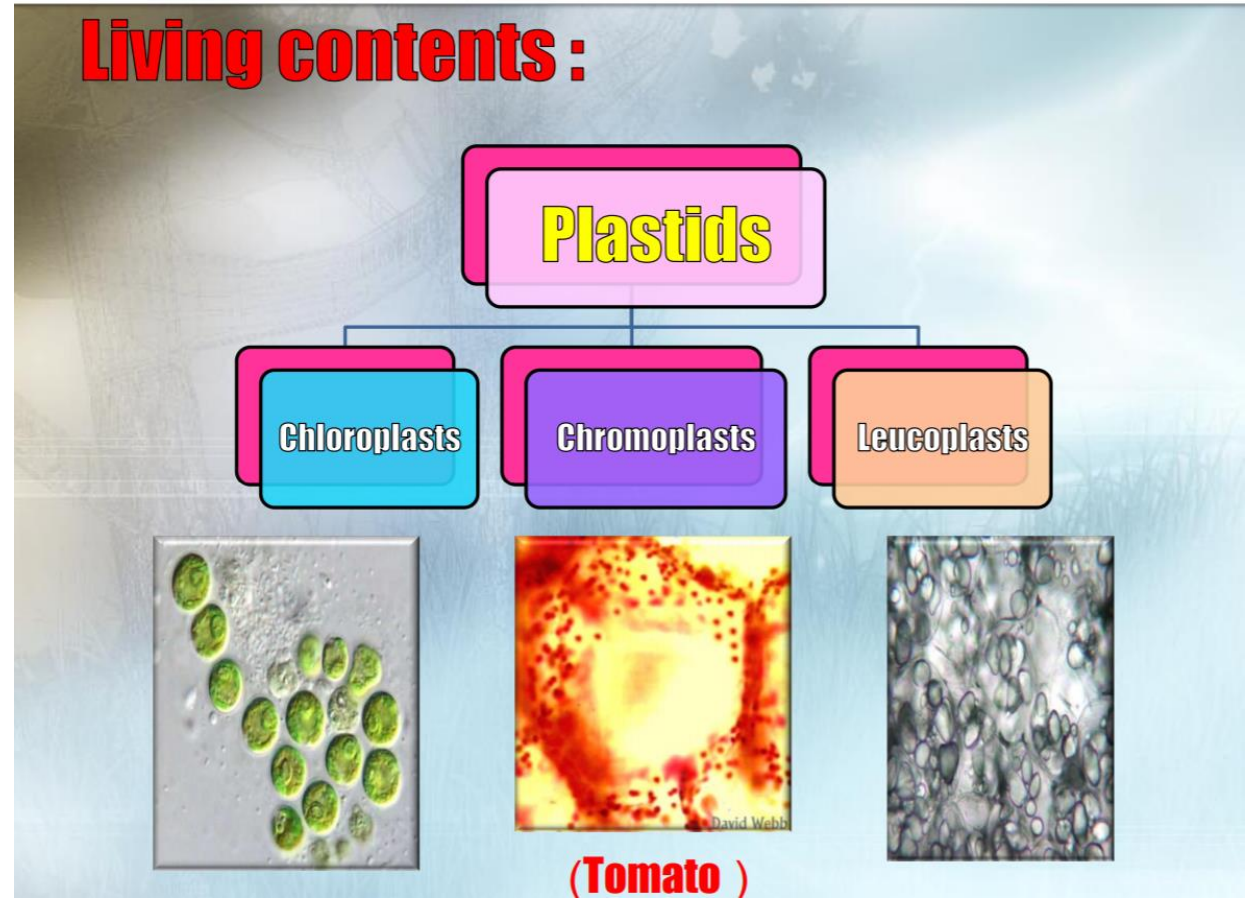 Living contents :
Plastids
Chloroplasts
Chromoplasts
Leucoplasts
David Webb
(Tomato )